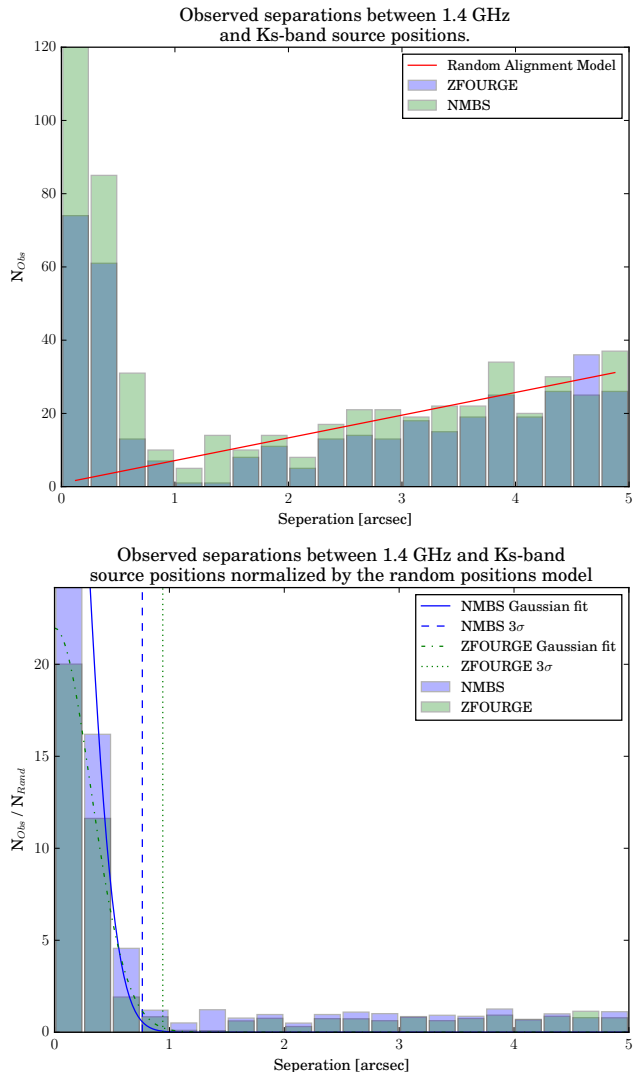 Observed separations between 1.4 GHz
and Ks-band source positions.
120
100
80
60
40
20
0
N_Obs
Random Alignment Model
ZFOURGE
NMBS
0 1 2 3 4 5
Seperation [arcsec]
Observed separations between 1.4 GHz and Ks-band
source positions normalized by the random positions model
20
15
10
5
0
N_Obs / N_Rand
NMBS Gaussian fit
NMBS 3σ
ZFOURGE Gaussian fit
ZFOURGE 3σ
NMBS
ZFOURGE
0 1 2 3 4 5
Seperation [arcsec]